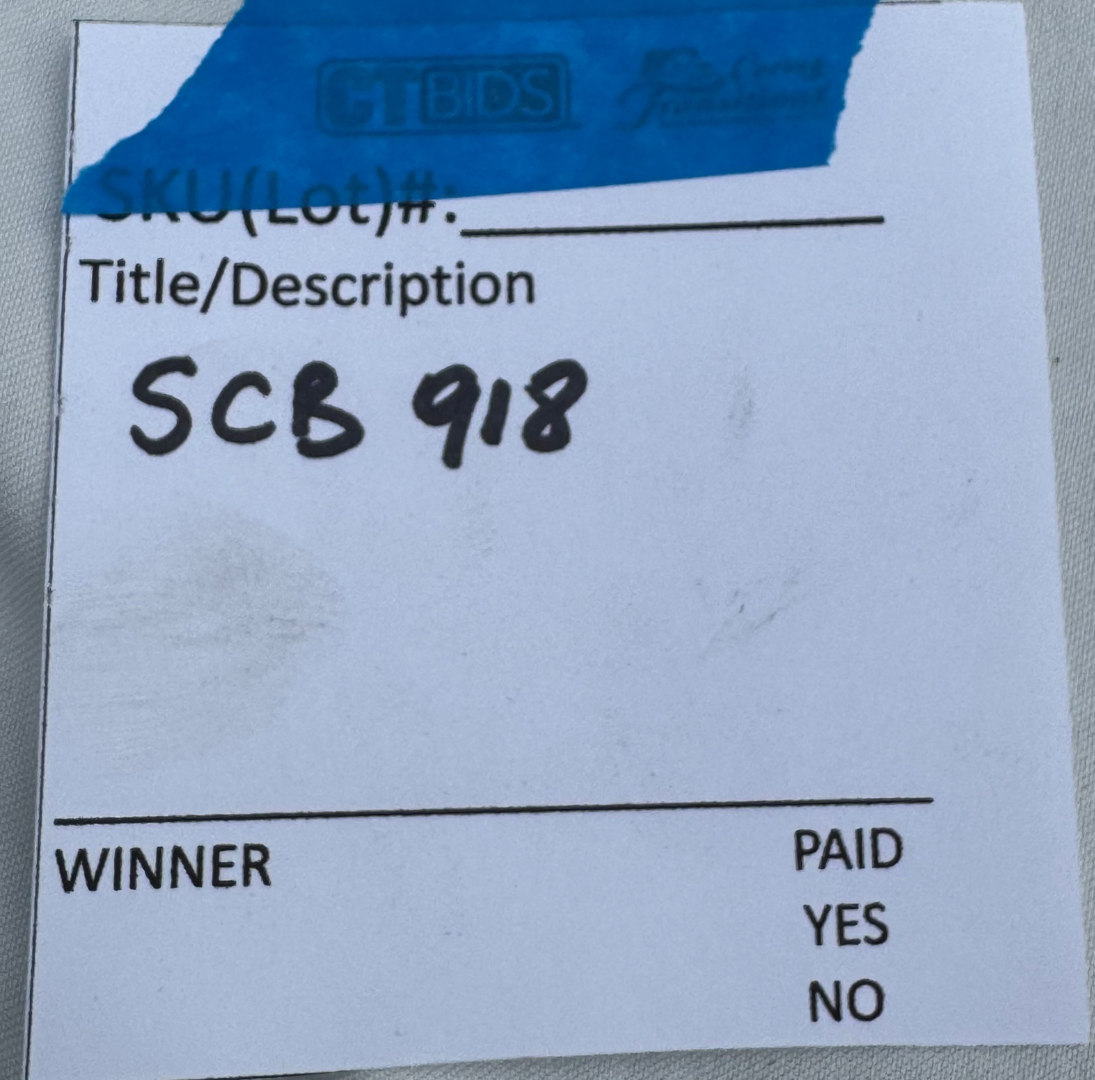 CTBIDS
SKU(Lot)#:
Title/Description
SCB 918
WINNER
PAID
YES
NO